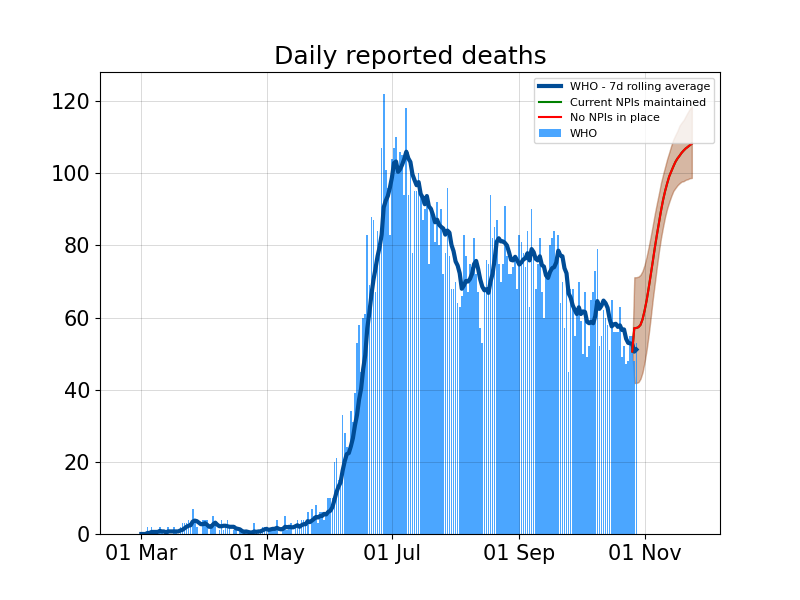 Daily reported deaths
WHO - 7d rolling average
Current NPIs maintained
No NPIs in place
WHO
120
100
80
60
40
20
0
01 Mar
01 May
01 Jul
01 Sep
01 Nov